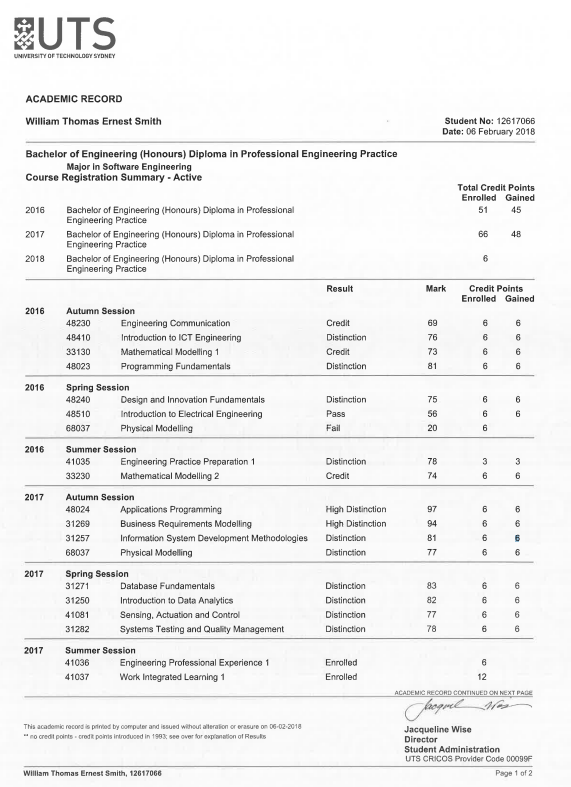 UTS
UNIVERSITY OF TECHNOLOGY SYDNEY
ACADEMIC RECORD
William Thomas Ernest Smith
Student No: 12617066
Date: 06 February 2018
Bachelor of Engineering (Honours) Diploma in Professional Engineering Practice
Major in Software Engineering
Course Registration Summary - Active
Total Credit Points
Enrolled Gained
2016 Bachelor of Engineering (Honours) Diploma in Professional 51 45
Engineering Practice
2017 Bachelor of Engineering (Honours) Diploma in Professional 66 48
Engineering Practice
2018 Bachelor of Engineering (Honours) Diploma in Professional 6
Engineering Practice
Result Mark Credit Points
Enrolled Gained
2016 Autumn Session
48230 Engineering Communication Credit 69 6 6
48410 Introduction to ICT Engineering Distinction 76 6 6
33130 Mathematical Modelling 1 Credit 73 6 6
48023 Programming Fundamentals Distinction 81 6 6
2016 Spring Session
48240 Design and Innovation Fundamentals Distinction 75 6 6
48510 Introduction to Electrical Engineering Pass 56 6 6
68037 Physical Modelling Fail 20 6
2016 Summer Session
41035 Engineering Practice Preparation 1 Distinction 78 3 3
33230 Mathematical Modelling 2 Credit 74 6 6
2017 Autumn Session
48024 Applications Programming High Distinction 97 6 6
31269 Business Requirements Modelling High Distinction 94 6 6
31257 Information System Development Methodologies Distinction 81 6 6
68037 Physical Modelling Distinction 77 6 6
2017 Spring Session
31271 Database Fundamentals Distinction 83 6 6
31250 Introduction to Data Analytics Distinction 82 6 6
41081 Sensing, Actuation and Control Distinction 77 6 6
31282 Systems Testing and Quality Management Distinction 78 6 6
2017 Summer Session
41036 Engineering Professional Experience 1 Enrolled 6
41037 Work Integrated Learning 1 Enrolled 12
ACADEMIC RECORD CONTINUED ON NEXT PAGE
This academic record is printed by computer and issued without alteration or erasure on 06-02-2018
** no credit points - credit points introduced in 1993; see over for explanation of Results
Jacqueline Wise
Director
Student Administration
UTS CRICOS Provider Code 00099F
William Thomas Ernest Smith, 12617066
Page 1 of 2